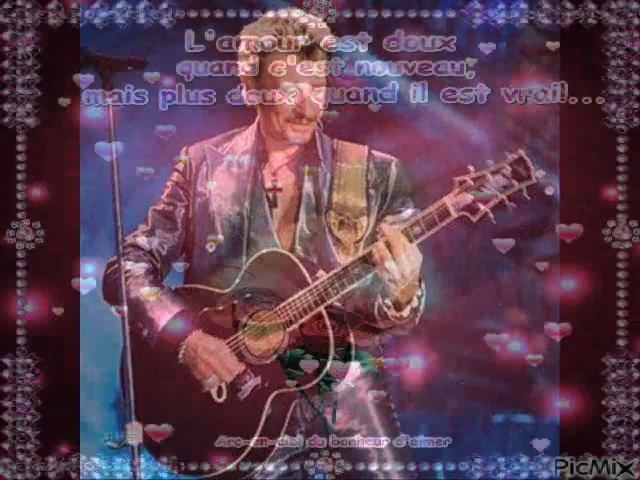 L'amour est doux
quand c'est nouveau,
mais plus doux quand il est vrai!...
Arc-en-ciel du bonheur d'aimer
PicMix